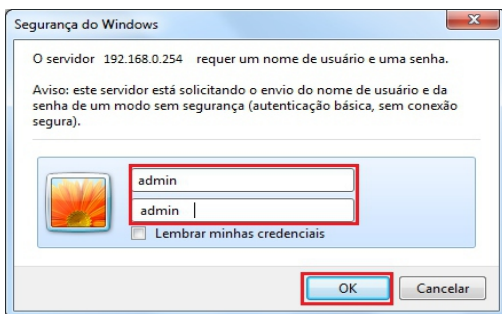 Segurança do Windows
O servidor 192.168.0.254 requer um nome de usuário e uma senha.
Aviso: este servidor está solicitando o envio do nome de usuário e da
senha de um modo sem segurança (autenticação básica, sem conexão
segura).
admin
admin
Lembrar minhas credenciais
OK
Cancelar